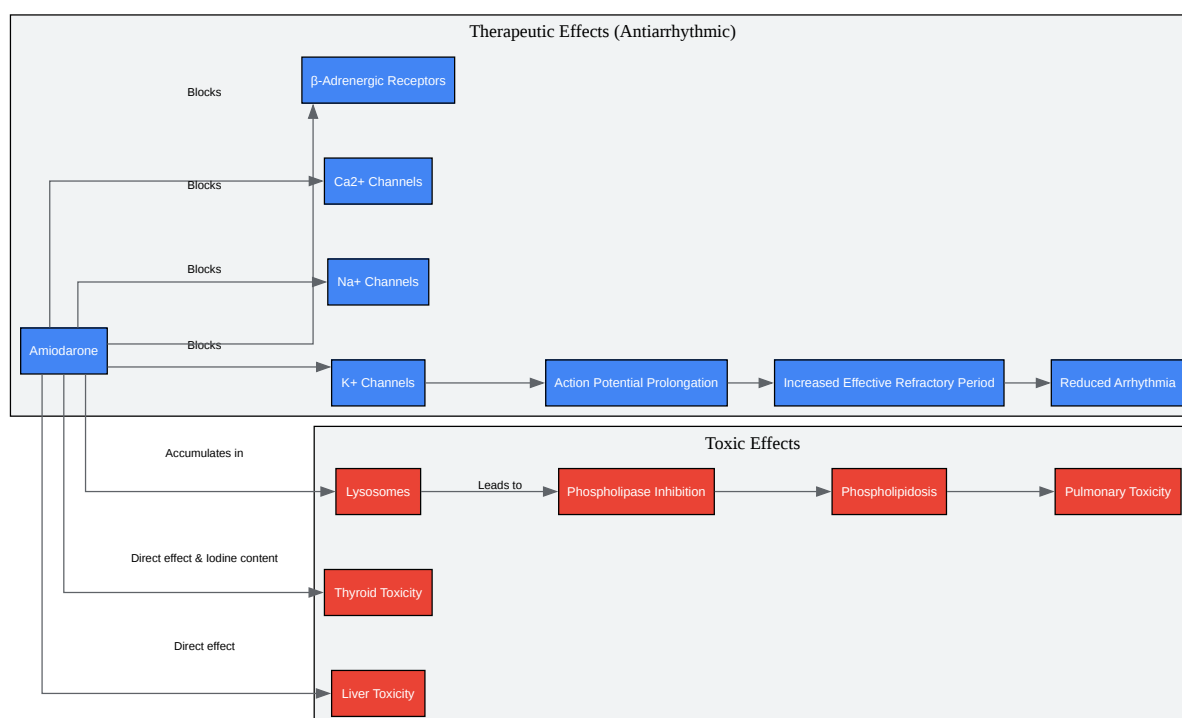 Therapeutic Effects (Antiarrhythmic)
β-Adrenergic Receptors
Blocks
Ca2+ Channels
Blocks
Na+ Channels
Blocks
Amiodarone
Blocks
K+ Channels
Action Potential Prolongation
Increased Effective Refractory Period
Reduced Arrhythmia
Toxic Effects
Accumulates in
Lysosomes
Leads to
Phospholipase Inhibition
Phospholipidosis
Pulmonary Toxicity
Direct effect & Iodine content
Thyroid Toxicity
Direct effect
Liver Toxicity